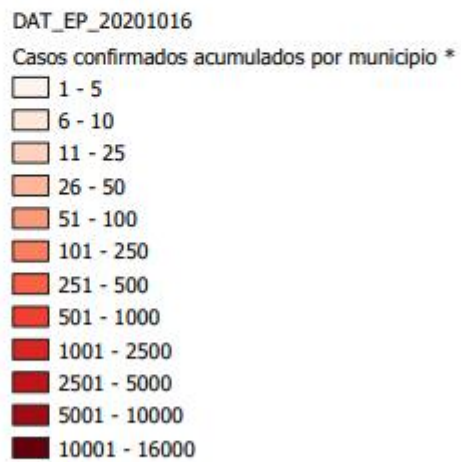 DAT_EP_20201016
Casos confirmados acumulados por municipio *
1 - 5
6 - 10
11 - 25
26 - 50
51 - 100
101 - 250
251 - 500
501 - 1000
1001 - 2500
2501 - 5000
5001 - 10000
10001 - 16000